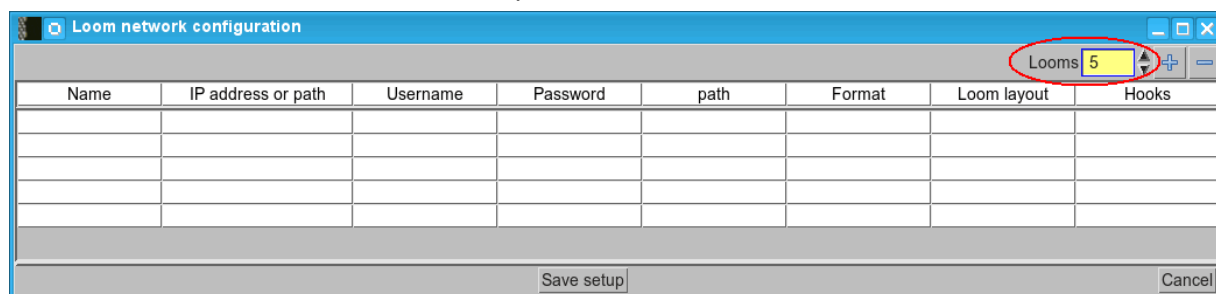 Loom network configuration
Looms 5
Name IP address or path Username Password path Format Loom layout Hooks
Save setup Cancel